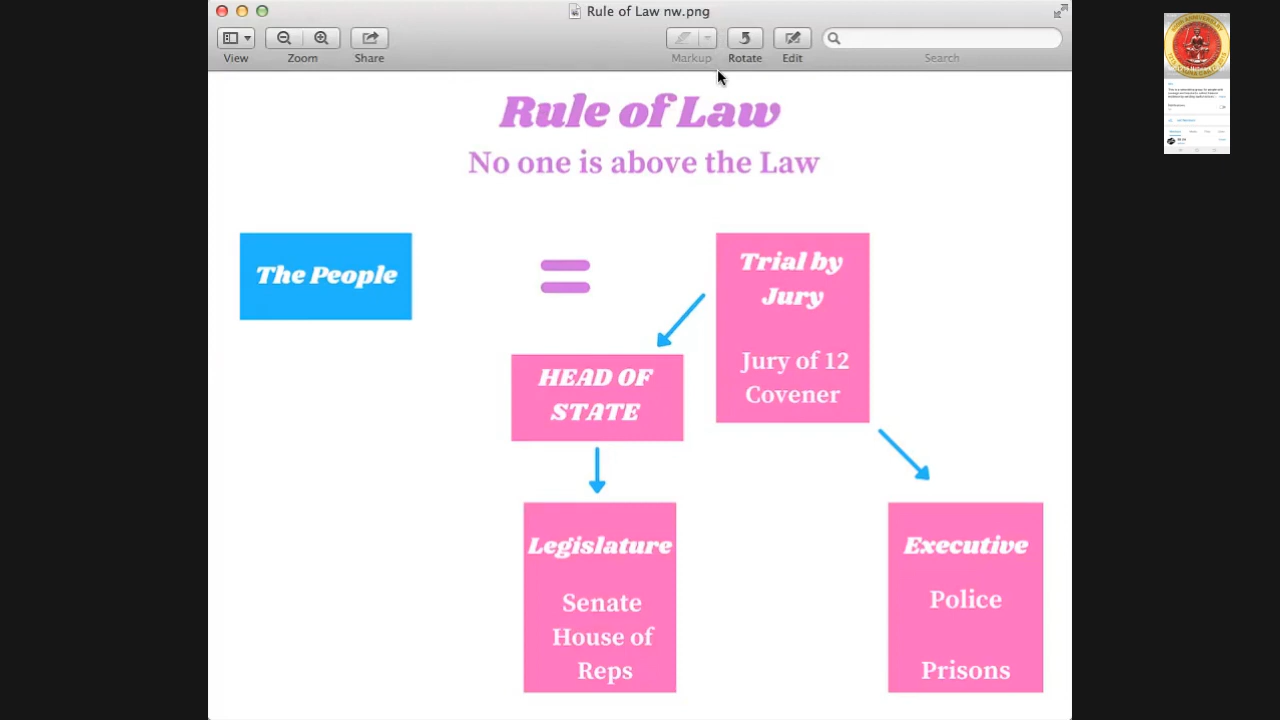 Rule of Law nw.png
View
Zoom
Share
Markup
Rotate
Edit
Search
Rule of Law
No one is above the Law
The People
=
Trial by
Jury
Jury of 12
Covener
HEAD OF
STATE
Legislature
Senate
House of
Reps
Executive
Police
Prisons